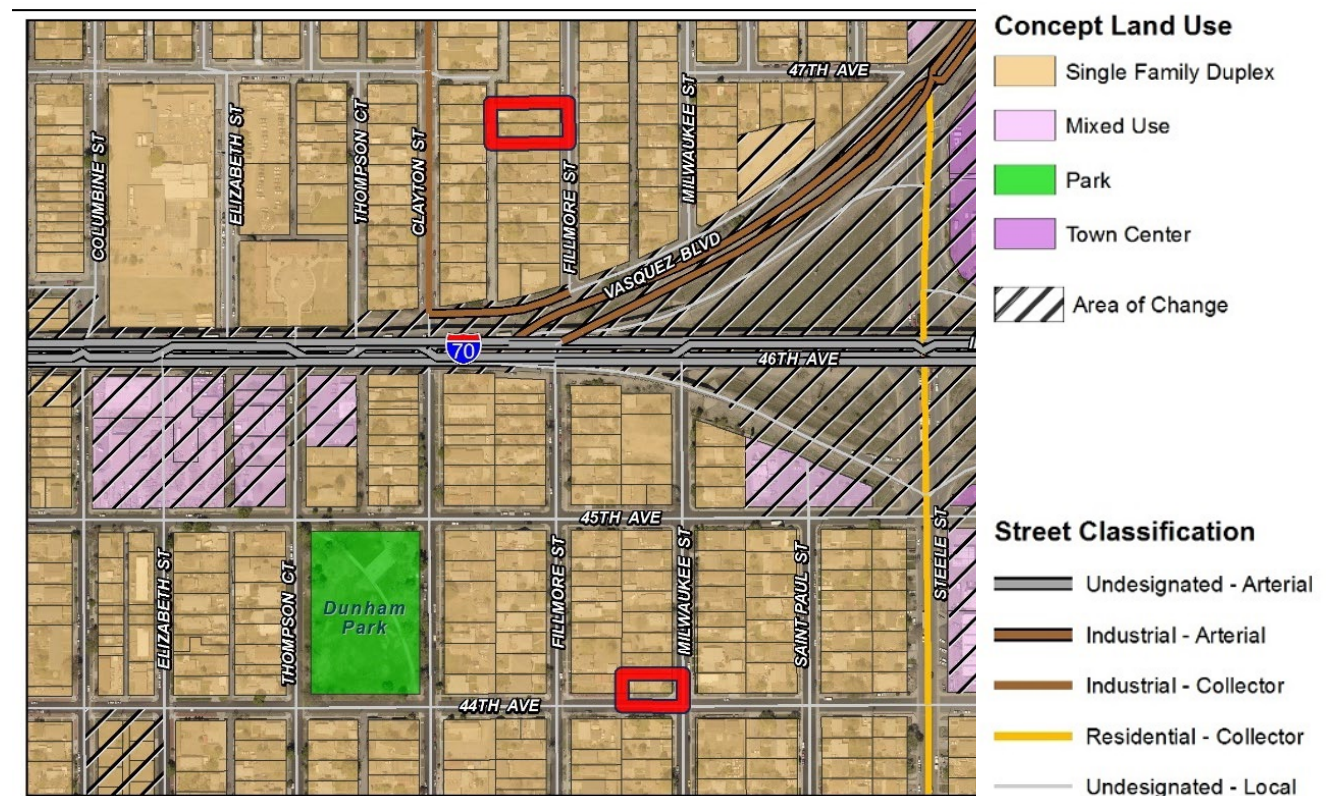 47TH AVE
COLUMBINE ST
ELIZABETH ST
THOMPSON CT
CLAYTON ST
FILLMORE ST
MILWAUKEE ST
VASQUEZ BLVD
70
46TH AVE
45TH AVE
ELIZABETH ST
THOMPSON CT
Dunham
Park
FILLMORE ST
MILWAUKEE ST
SAINT PAUL ST
STEELE ST
44TH AVE
Concept Land Use
Single Family Duplex
Mixed Use
Park
Town Center
Area of Change
Street Classification
Undesignated - Arterial
Industrial - Arterial
Industrial - Collector
Residential - Collector
Undesignated - Local